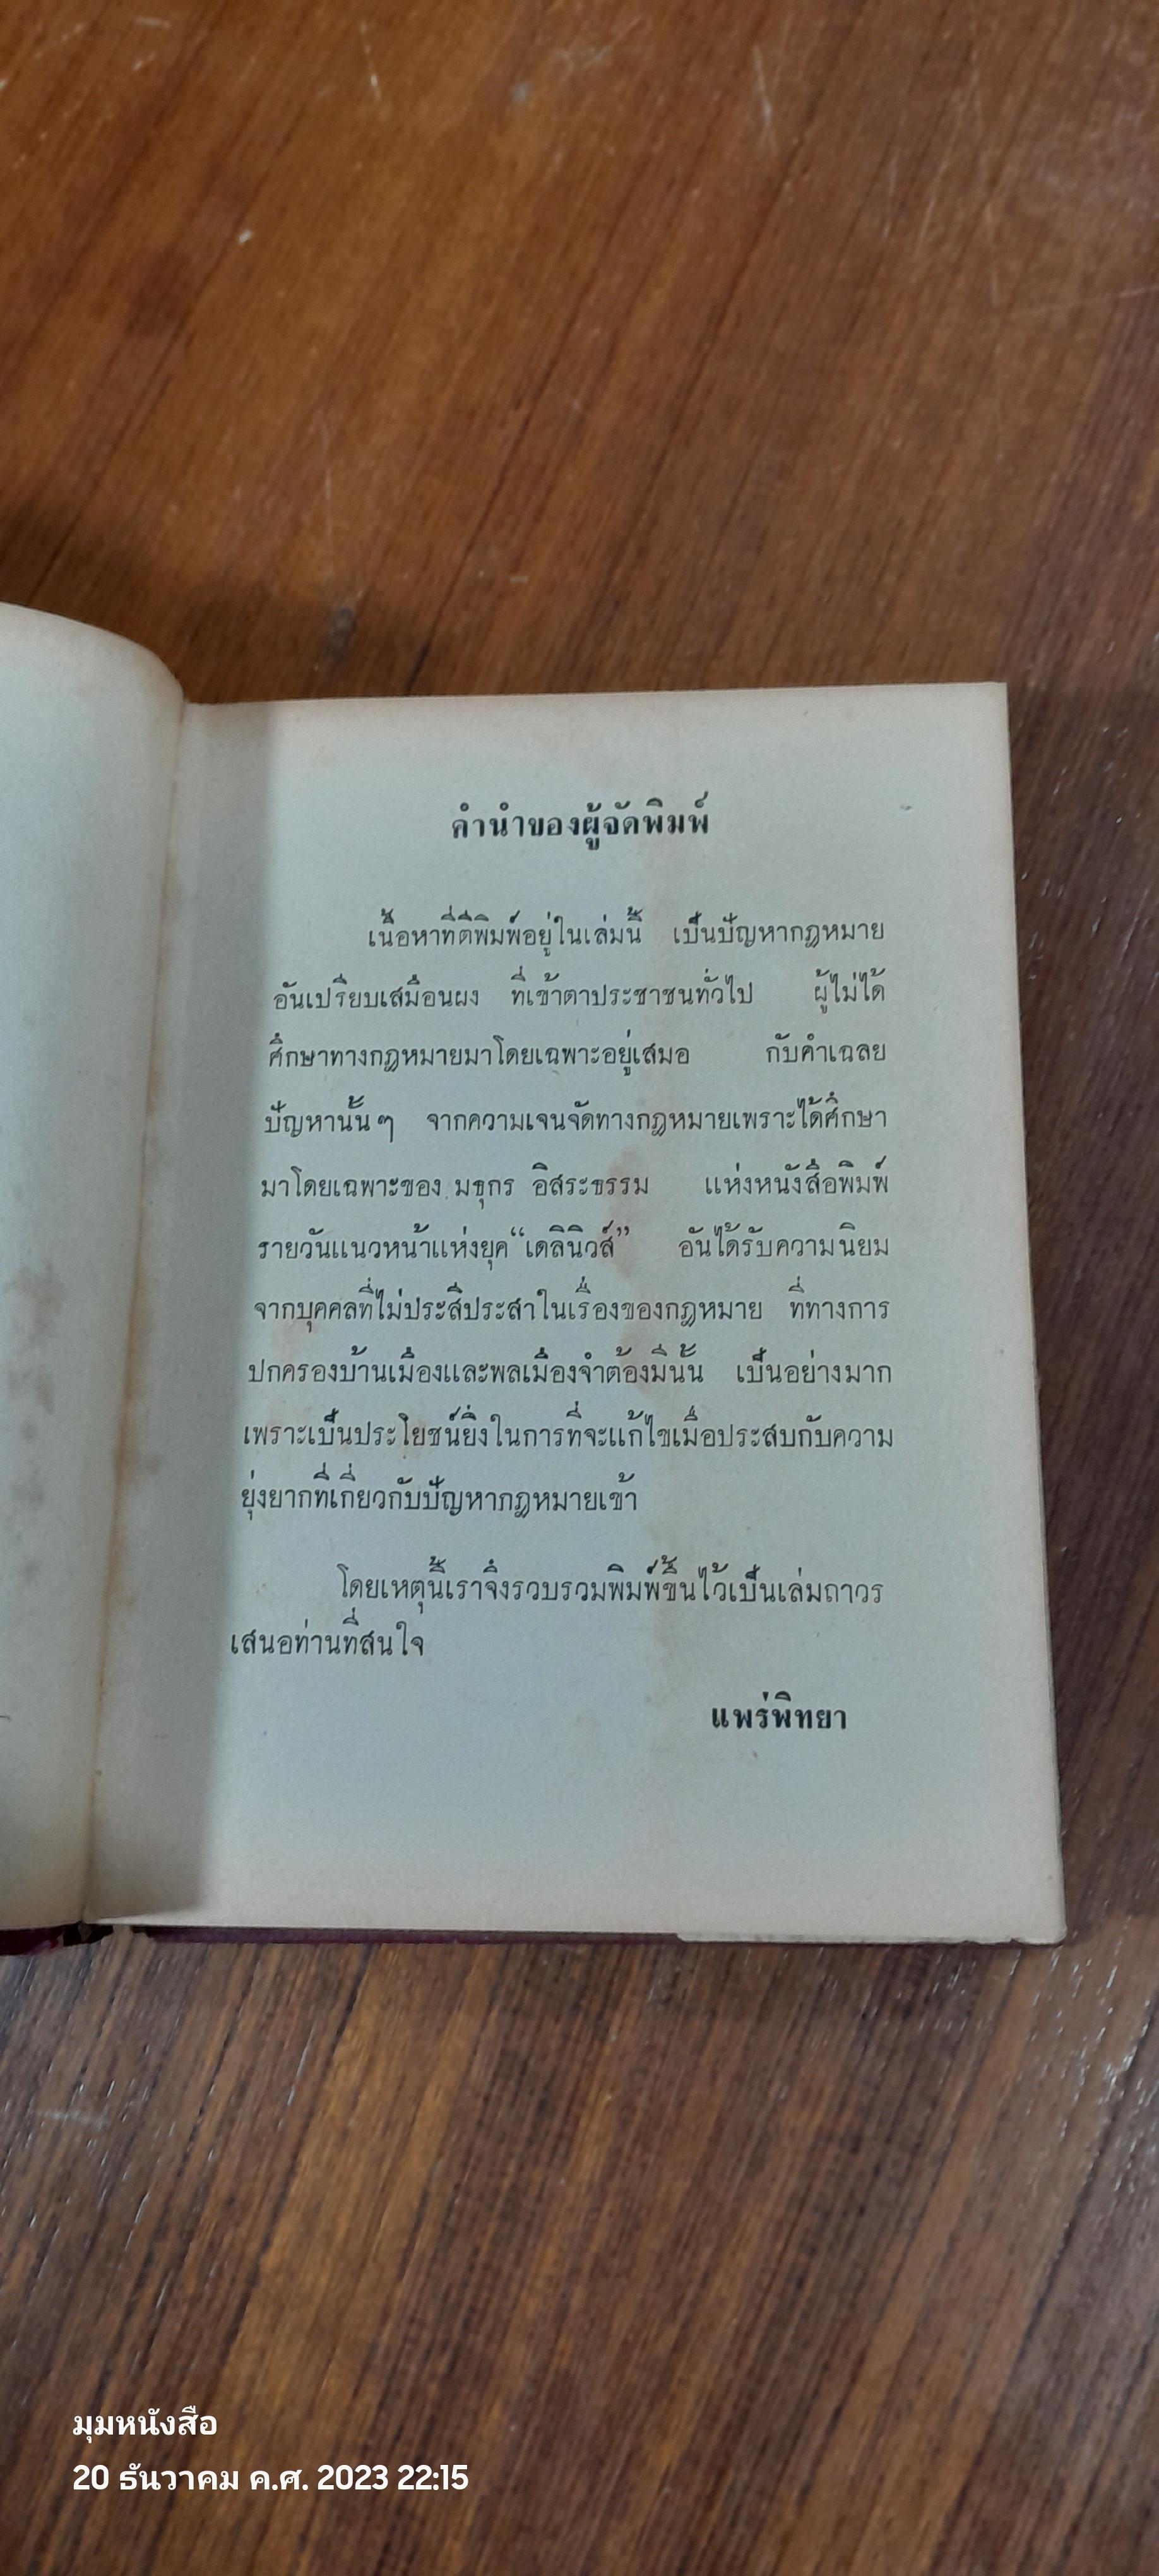 คำนำของผู้จัดพิมพ์
เนื้อหาที่ตีพิมพ์อยู่ในเล่มนี้ เป็นปัญหากฎหมาย
อันเปรียบเสมือนผง ที่เข้าตาประชาชนทั่วไป ผู้ไม่ได้
ศึกษาทางกฎหมายมาโดยเฉพาะอยู่เสมอ กับคำเฉลย
ปัญหานั้น ๆ จากความเจนจัดทางกฎหมายเพราะได้ศึกษา
มาโดยเฉพาะของ มธุกร อิสระธรรม แห่งหนังสือพิมพ์
รายวันแนวหน้าแห่งยุค “เดลินิวส์” อันได้รับความนิยม
จากบุคคลที่ไม่ประสีประสาในเรื่องของกฎหมาย ที่ทางการ
ปกครองบ้านเมืองและพลเมืองจำต้องมีนั้น เป็นอย่างมาก
เพราะเป็นประโยชน์ยิ่งในการที่จะแก้ไขเมื่อประสบกับความ
ยุ่งยากที่เกี่ยวกับปัญหากฎหมายเข้า
โดยเหตุนี้เราจึงรวบรวมพิมพ์ขึ้นไว้เป็นเล่มถาวร
เสนอท่านที่สนใจ
แพร่พิทยา
มุมหนังสือ
20 ธันวาคม ค.ศ. 2023 22:15